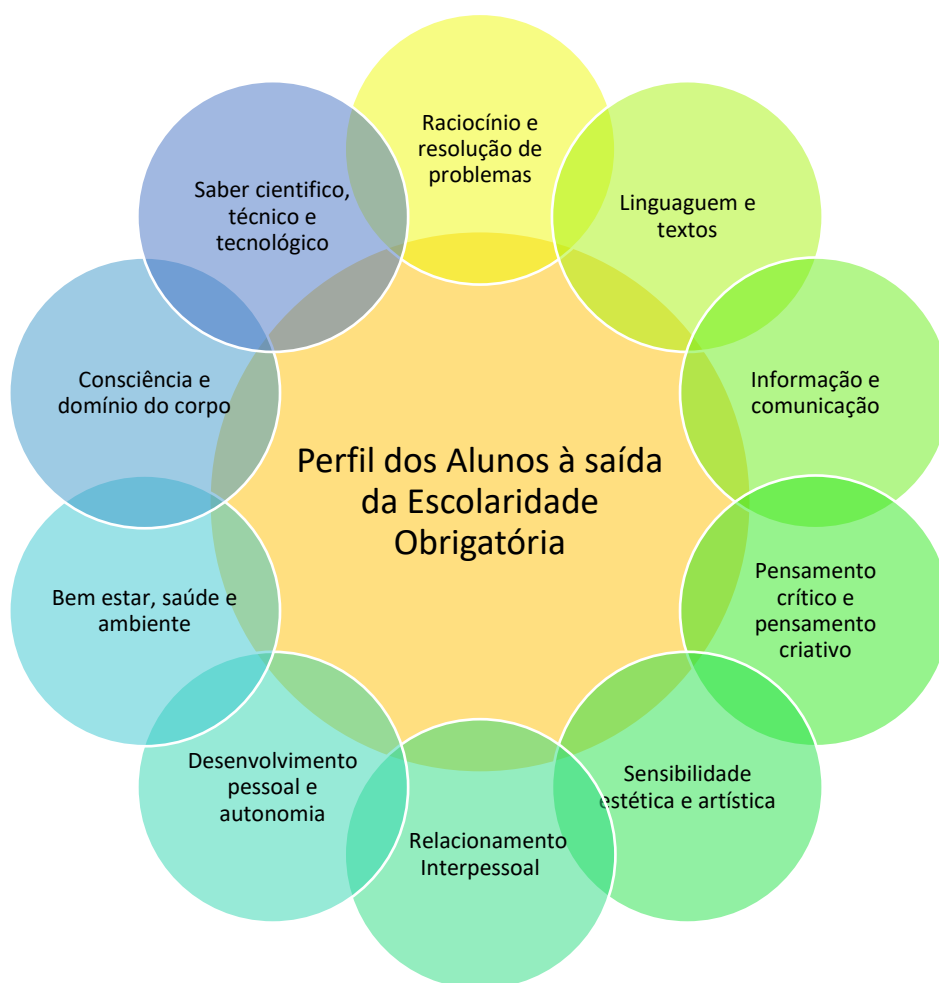 Raciocínio e
resolução de
problemas
Linguaguem e
textos
Informação e
comunicação
Pensamento
crítico e
pensamento
criativo
Sensibilidade
estética e artística
Relacionamento
Interpessoal
Desenvolvimento
pessoal e
autonomia
Bem estar, saúde e
ambiente
Consciência e
domínio do corpo
Saber cientifico,
técnico e
tecnológico
Perfil dos Alunos à saída
da Escolaridade
Obrigatória